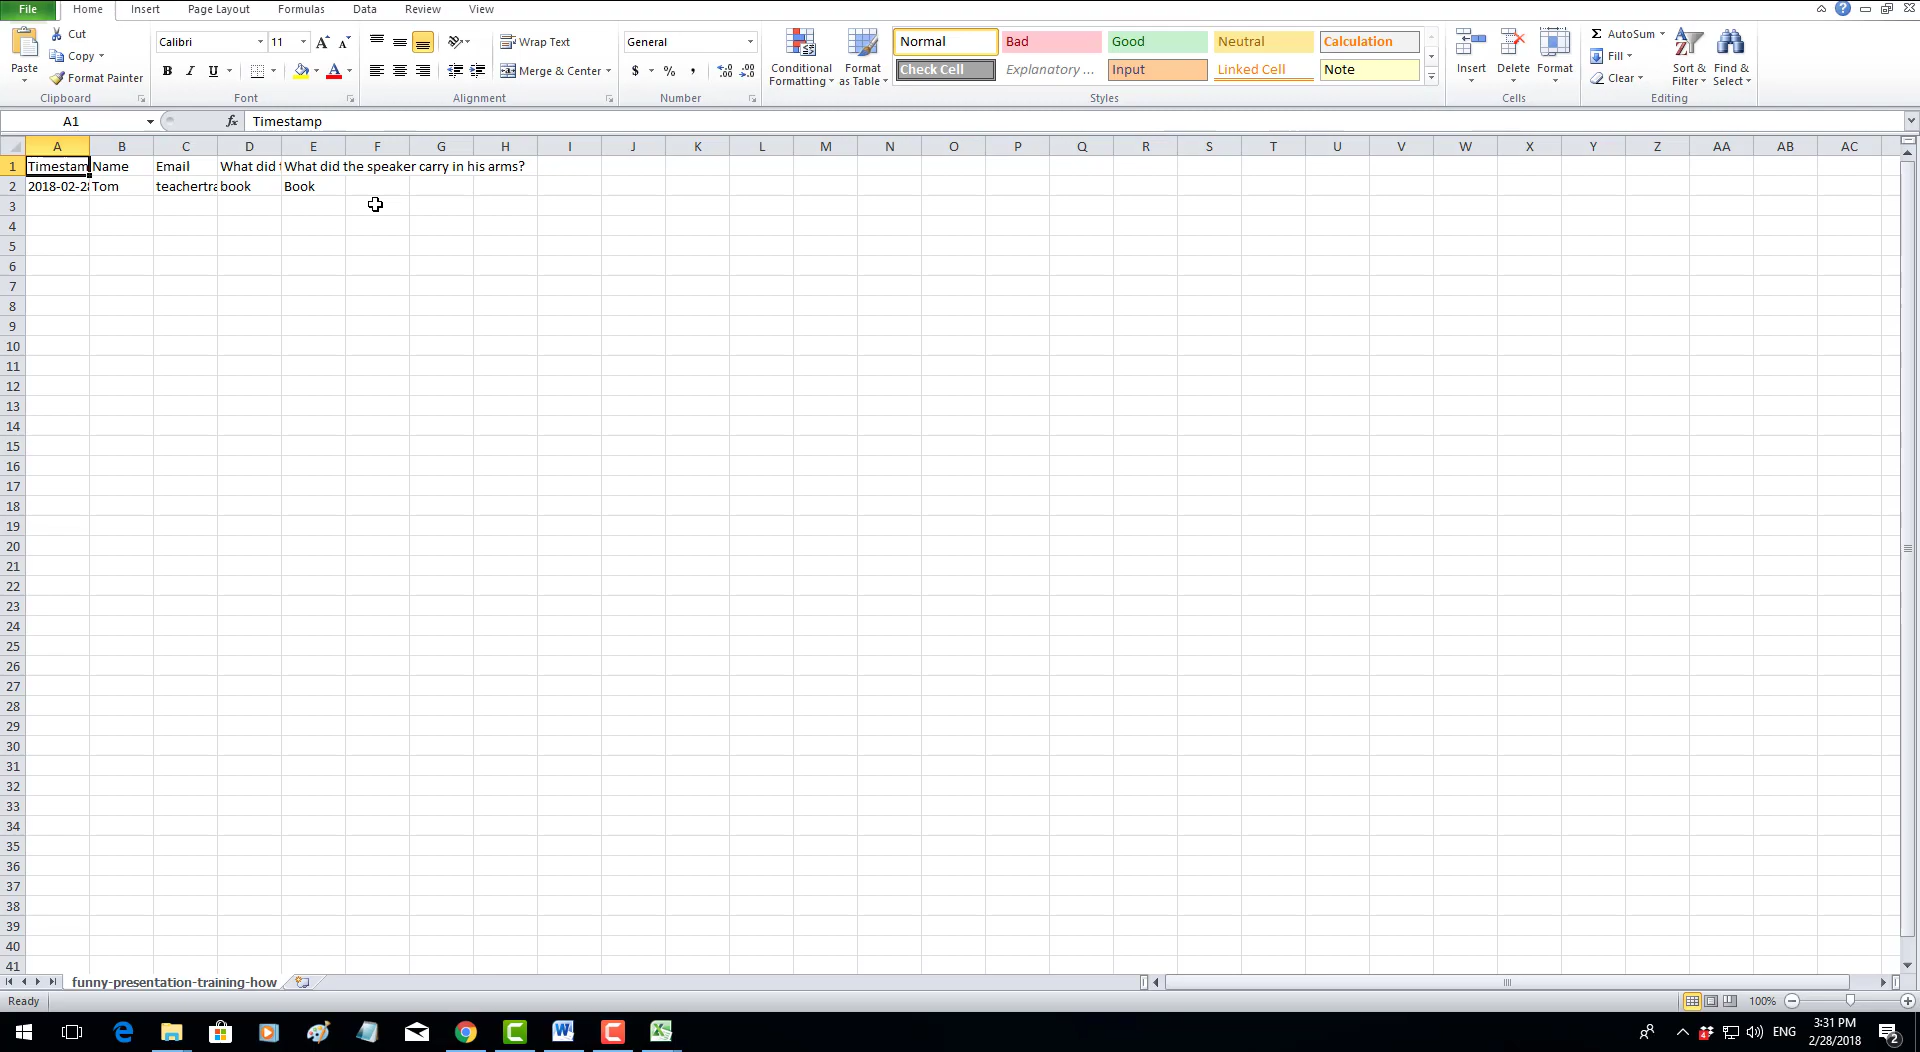 File Home Insert Page Layout Formulas Data Review View
Paste
Cut
Copy
Format Painter
Clipboard
Calibri 11
B I U
Font
Wrap Text
Merge & Center
Alignment
General
$ % ,
Number
Conditional Formatting
Format as Table
Normal Bad Good Neutral Calculation
Check Cell Explanatory ... Input Linked Cell Note
Styles
Insert Delete Format
Cells
Σ AutoSum
Fill
Clear
Sort & Filter
Find & Select
Editing
A1 fx Timestamp
A B C D E F G H I J K L M N O P Q R S T U V W X Y Z AA AB AC
1 Timestam Name Email What did What did the speaker carry in his arms?
2 2018-02-28 Tom teachertra book Book
3
4
5
6
7
8
9
10
11
12
13
14
15
16
17
18
19
20
21
22
23
24
25
26
27
28
29
30
31
32
33
34
35
36
37
38
39
40
41
funny-presentation-training-how
Ready 100%
ENG 3:31 PM
2/28/2018 2